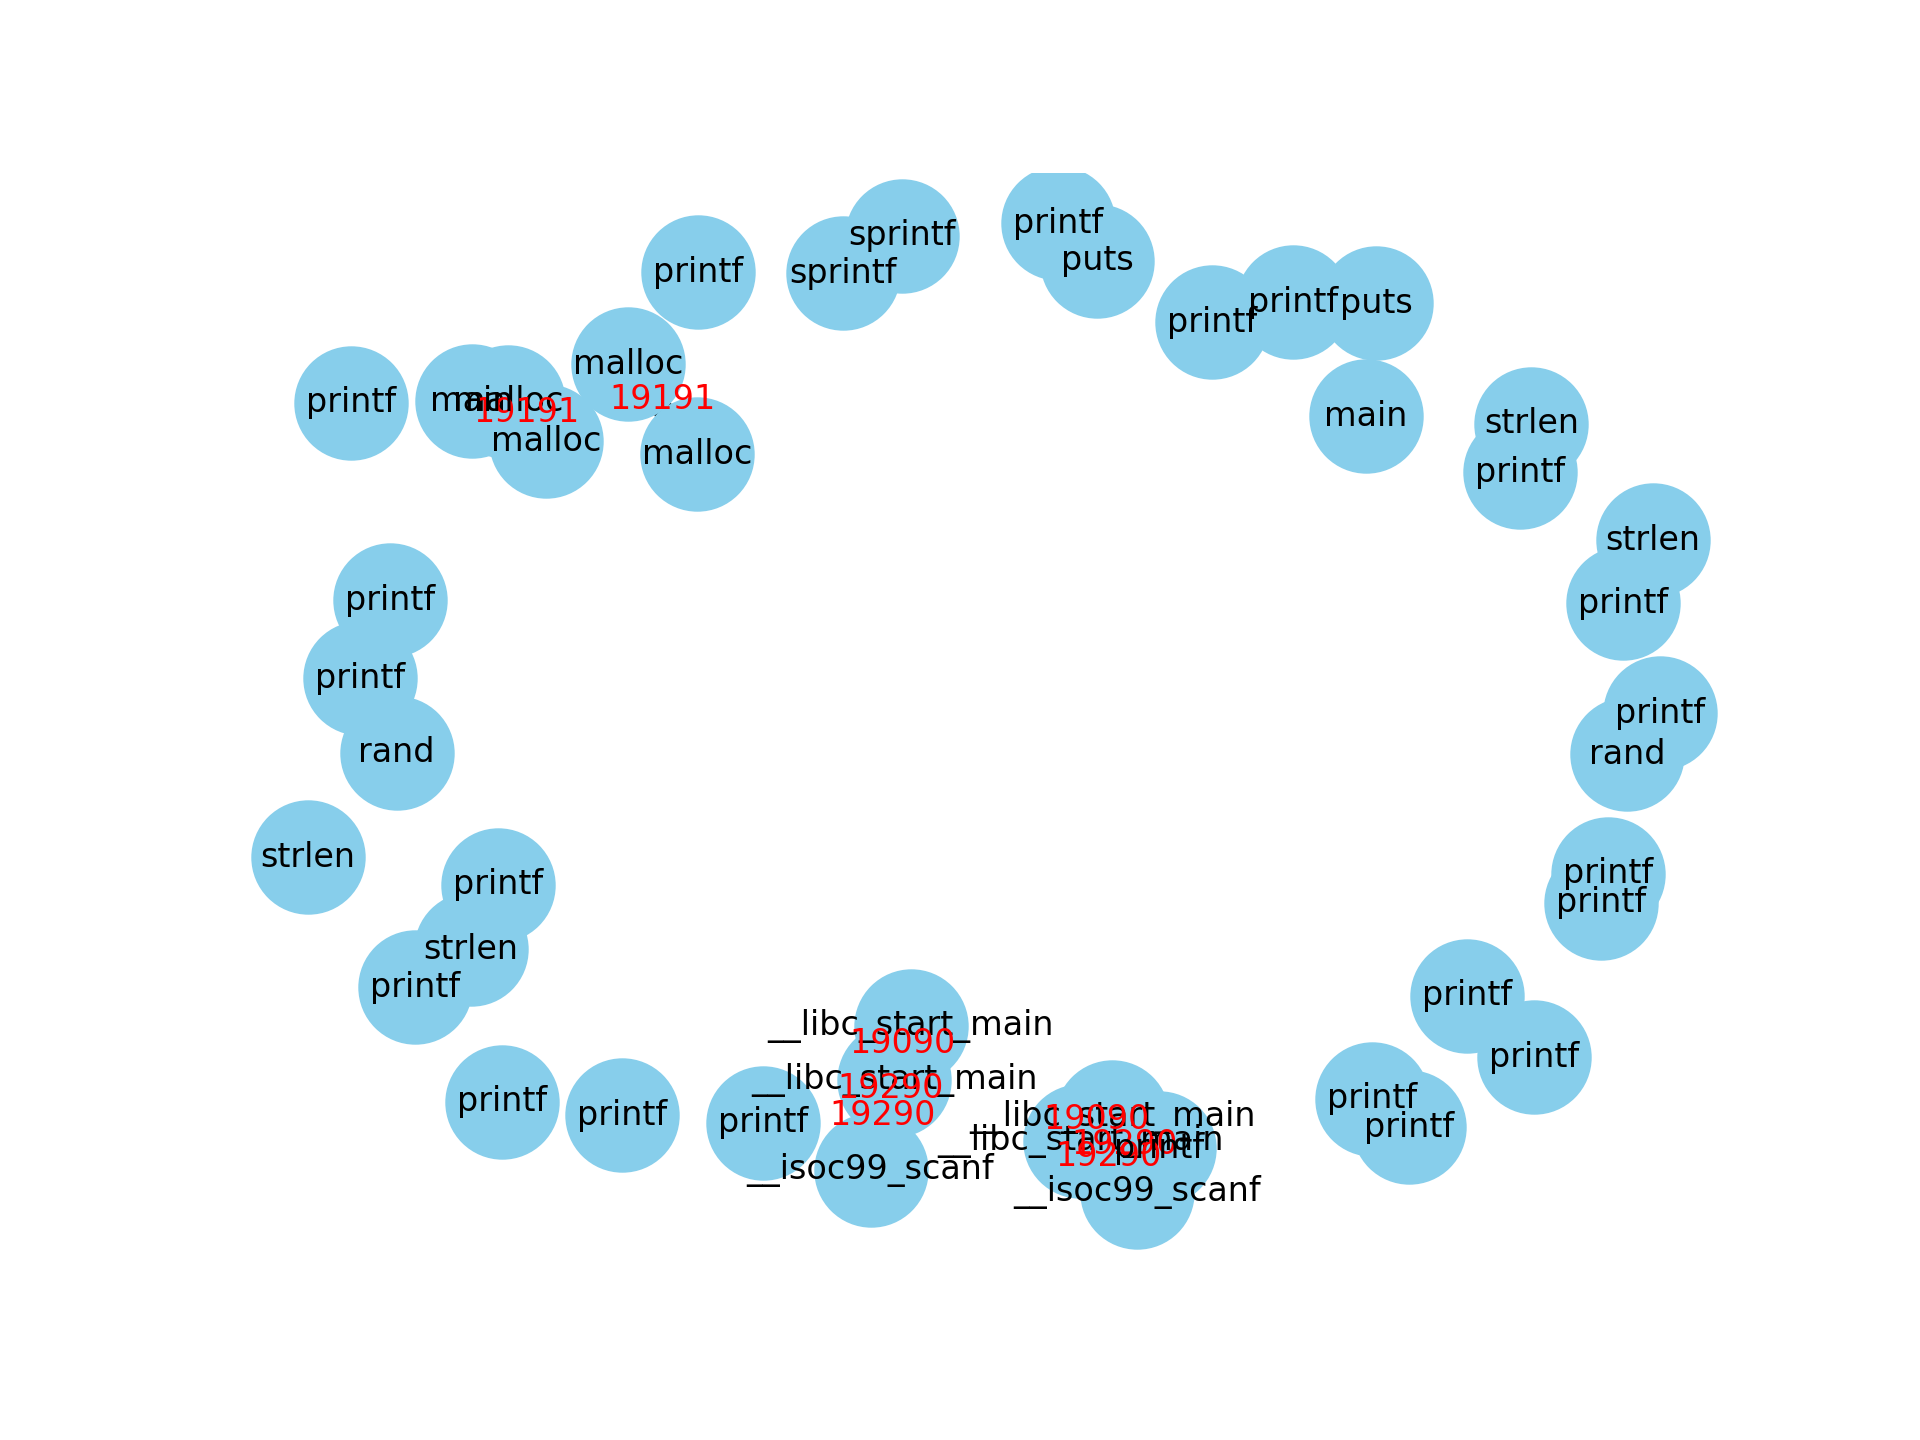 printf
sprintf
printf
sprintf
puts
printf
printf
puts
malloc
19191
printf
main
malloc
19191
malloc
malloc
main
strlen
printf
strlen
printf
printf
printf
printf
rand
rand
strlen
printf
printf
printf
strlen
printf
printf
__libc_start_main
19090
__libc_start_main
19290
19290
printf
printf
printf
__isoc99_scanf
__libc_start_main
19090
__libc_start_main
19290
printf
19290
__isoc99_scanf
printf
printf
printf